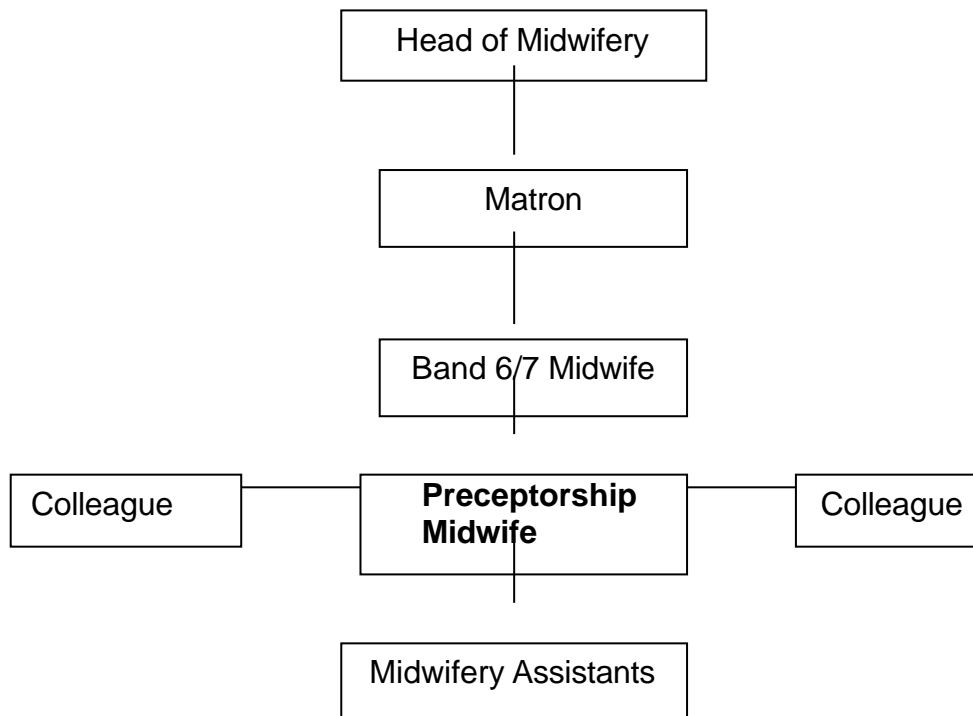 Head of Midwifery
Matron
Band 6/7 Midwife
Colleague
Preceptorship
Midwife
Colleague
Midwifery Assistants